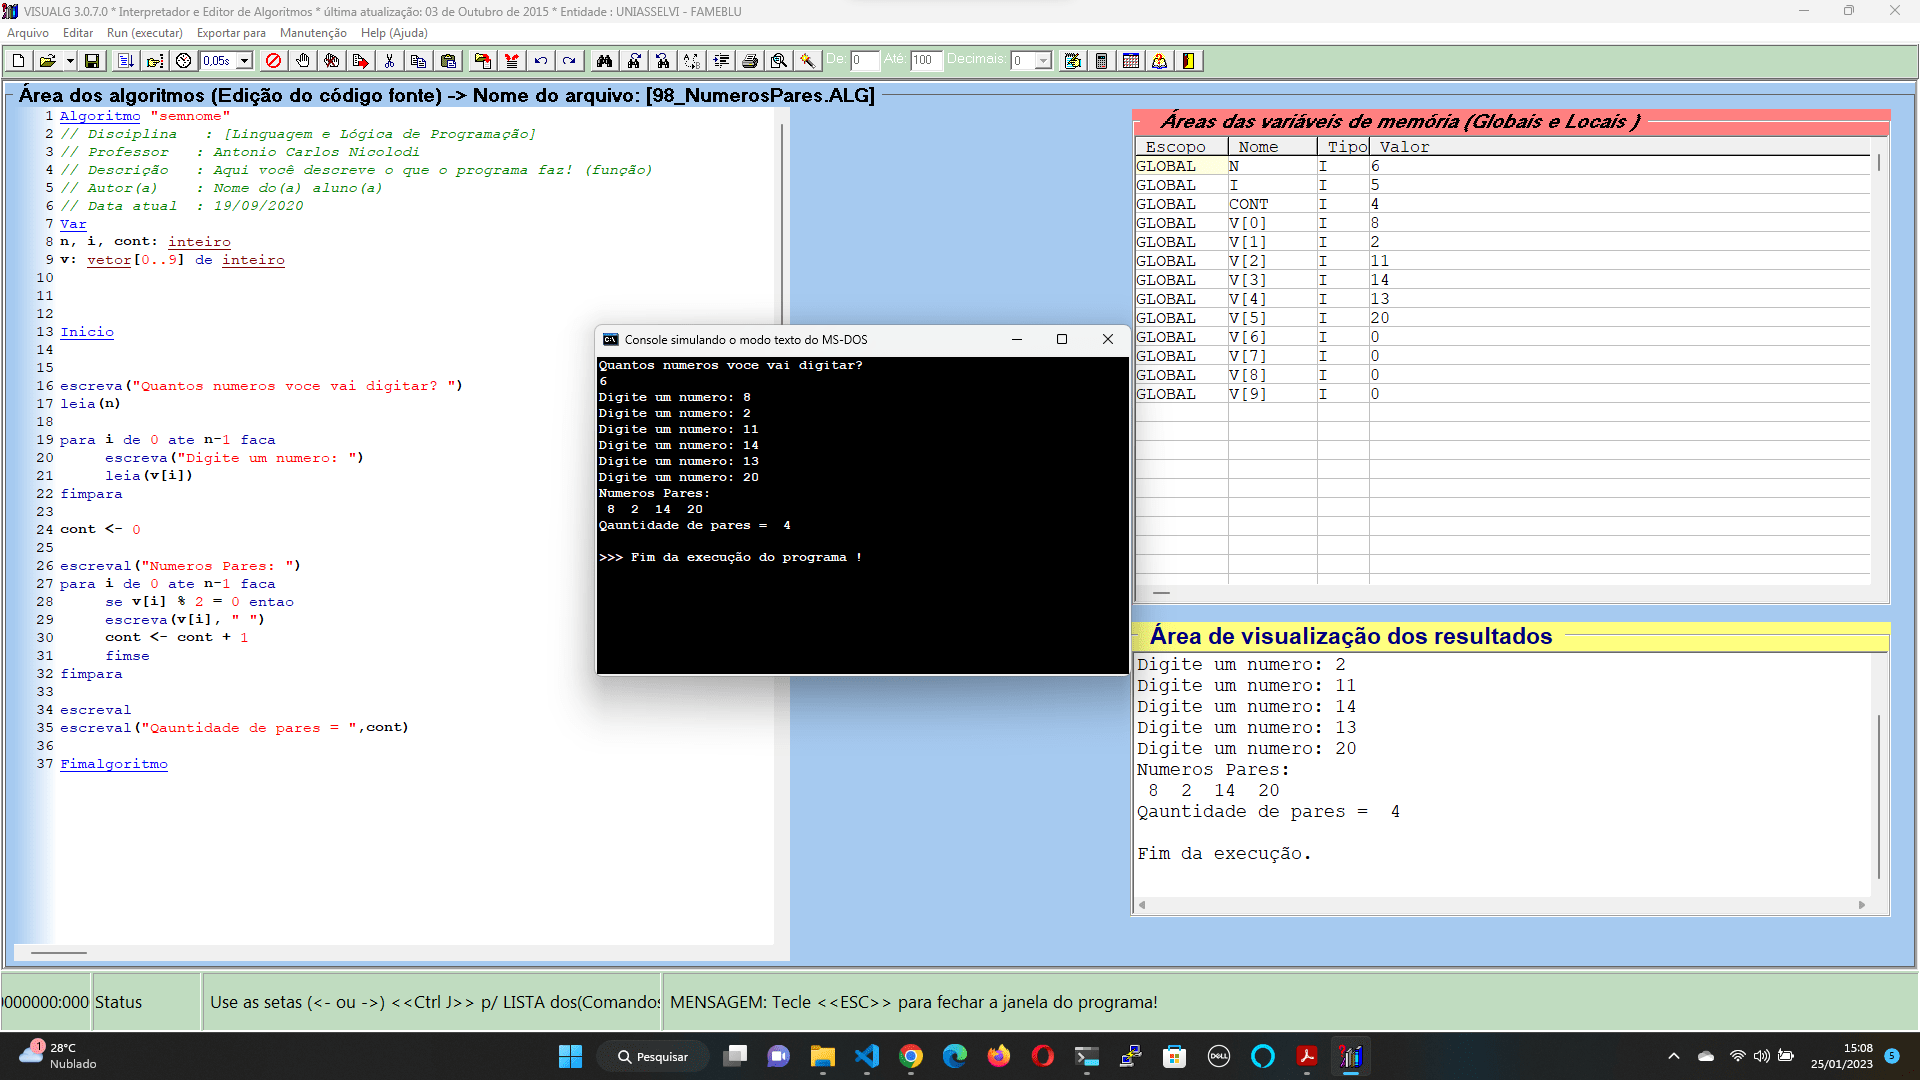 VISUALG 3.0.7.0 * Interpretador e Editor de Algoritmos * última atualização: 03 de Outubro de 2015 * Entidade : UNIASSELVI - FAMEBLU
Arquivo Editar Run (executar) Exportar para Manutenção Help (Ajuda)
0,05s De: 0 Até: 100 Decimais: 0
Área dos algoritmos (Edição do código fonte) -> Nome do arquivo: [98_NumerosPares.ALG]
1 Algoritmo "semnome"
2 // Disciplina : [Linguagem e Lógica de Programação]
3 // Professor : Antonio Carlos Nicolodi
4 // Descrição : Aqui você descreve o que o programa faz! (função)
5 // Autor(a) : Nome do(a) aluno(a)
6 // Data atual : 19/09/2020
7 Var
8 n, i, cont: inteiro
9 v: vetor[0..9] de inteiro
10
11
12
13 Inicio
14
15
16 escreva("Quantos numeros voce vai digitar? ")
17 leia(n)
18
19 para i de 0 ate n-1 faca
20 escreva("Digite um numero: ")
21 leia(v[i])
22 fimpara
23
24 cont <- 0
25
26 escreval("Numeros Pares: ")
27 para i de 0 ate n-1 faca
28 se v[i] % 2 = 0 entao
29 escreva(v[i], " ")
30 cont <- cont + 1
31 fimse
32 fimpara
33
34 escreval
35 escreval("Qauntidade de pares = ",cont)
36
37 Fimalgoritmo
Console simulando o modo texto do MS-DOS
Quantos numeros voce vai digitar?
6
Digite um numero: 8
Digite um numero: 2
Digite um numero: 11
Digite um numero: 14
Digite um numero: 13
Digite um numero: 20
Numeros Pares:
8 2 14 20
Qauntidade de pares = 4
>>> Fim da execução do programa !
Áreas das variáveis de memória (Globais e Locais )
Escopo Nome Tipo Valor
GLOBAL N I 6
GLOBAL I I 5
GLOBAL CONT I 4
GLOBAL V[0] I 8
GLOBAL V[1] I 2
GLOBAL V[2] I 11
GLOBAL V[3] I 14
GLOBAL V[4] I 13
GLOBAL V[5] I 20
GLOBAL V[6] I 0
GLOBAL V[7] I 0
GLOBAL V[8] I 0
GLOBAL V[9] I 0
Área de visualização dos resultados
Digite um numero: 2
Digite um numero: 11
Digite um numero: 14
Digite um numero: 13
Digite um numero: 20
Numeros Pares:
8 2 14 20
Qauntidade de pares = 4
Fim da execução.
0000000:000 Status Use as setas (<- ou ->) <<Ctrl J>> p/ LISTA dos(Comandos MENSAGEM: Tecle <<ESC>> para fechar a janela do programa!
1 28°C
Nublado
Pesquisar
DELL
15:08
25/01/2023
5